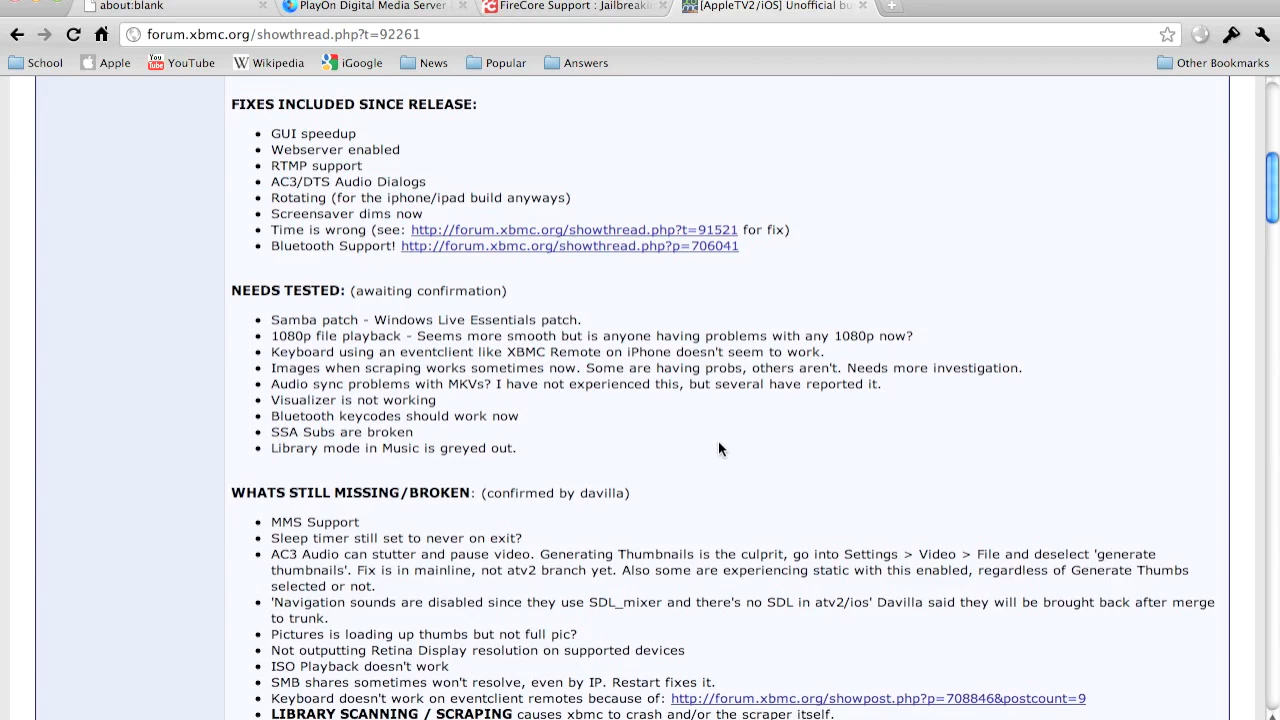 about:blank
PlayOn Digital Media Server
FireCore Support : Jailbreaki
[AppleTV2/iOS] Unofficial bu
forum.xbmc.org/showthread.php?t=92261
School
Apple
YouTube
Wikipedia
iGoogle
News
Popular
Answers
Other Bookmarks
FIXES INCLUDED SINCE RELEASE:
• GUI speedup
• Webserver enabled
• RTMP support
• AC3/DTS Audio Dialogs
• Rotating (for the iphone/ipad build anyways)
• Screensaver dims now
• Time is wrong (see: http://forum.xbmc.org/showthread.php?t=91521 for fix)
• Bluetooth Support! http://forum.xbmc.org/showthread.php?p=706041
NEEDS TESTED: (awaiting confirmation)
• Samba patch - Windows Live Essentials patch.
• 1080p file playback - Seems more smooth but is anyone having problems with any 1080p now?
• Keyboard using an eventclient like XBMC Remote on iPhone doesn't seem to work.
• Images when scraping works sometimes now. Some are having probs, others aren't. Needs more investigation.
• Audio sync problems with MKVs? I have not experienced this, but several have reported it.
• Visualizer is not working
• Bluetooth keycodes should work now
• SSA Subs are broken
• Library mode in Music is greyed out.
WHATS STILL MISSING/BROKEN: (confirmed by davilla)
• MMS Support
• Sleep timer still set to never on exit?
• AC3 Audio can stutter and pause video. Generating Thumbnails is the culprit, go into Settings > Video > File and deselect 'generate
thumbnails'. Fix is in mainline, not atv2 branch yet. Also some are experiencing static with this enabled, regardless of Generate Thumbs
selected or not.
• 'Navigation sounds are disabled since they use SDL_mixer and there's no SDL in atv2/ios' Davilla said they will be brought back after merge
to trunk.
• Pictures is loading up thumbs but not full pic?
• Not outputting Retina Display resolution on supported devices
• ISO Playback doesn't work
• SMB shares sometimes won't resolve, even by IP. Restart fixes it.
• Keyboard doesn't work on eventclient remotes because of: http://forum.xbmc.org/showpost.php?p=708846&postcount=9
• LIBRARY SCANNING / SCRAPING causes xbmc to crash and/or the scraper itself.